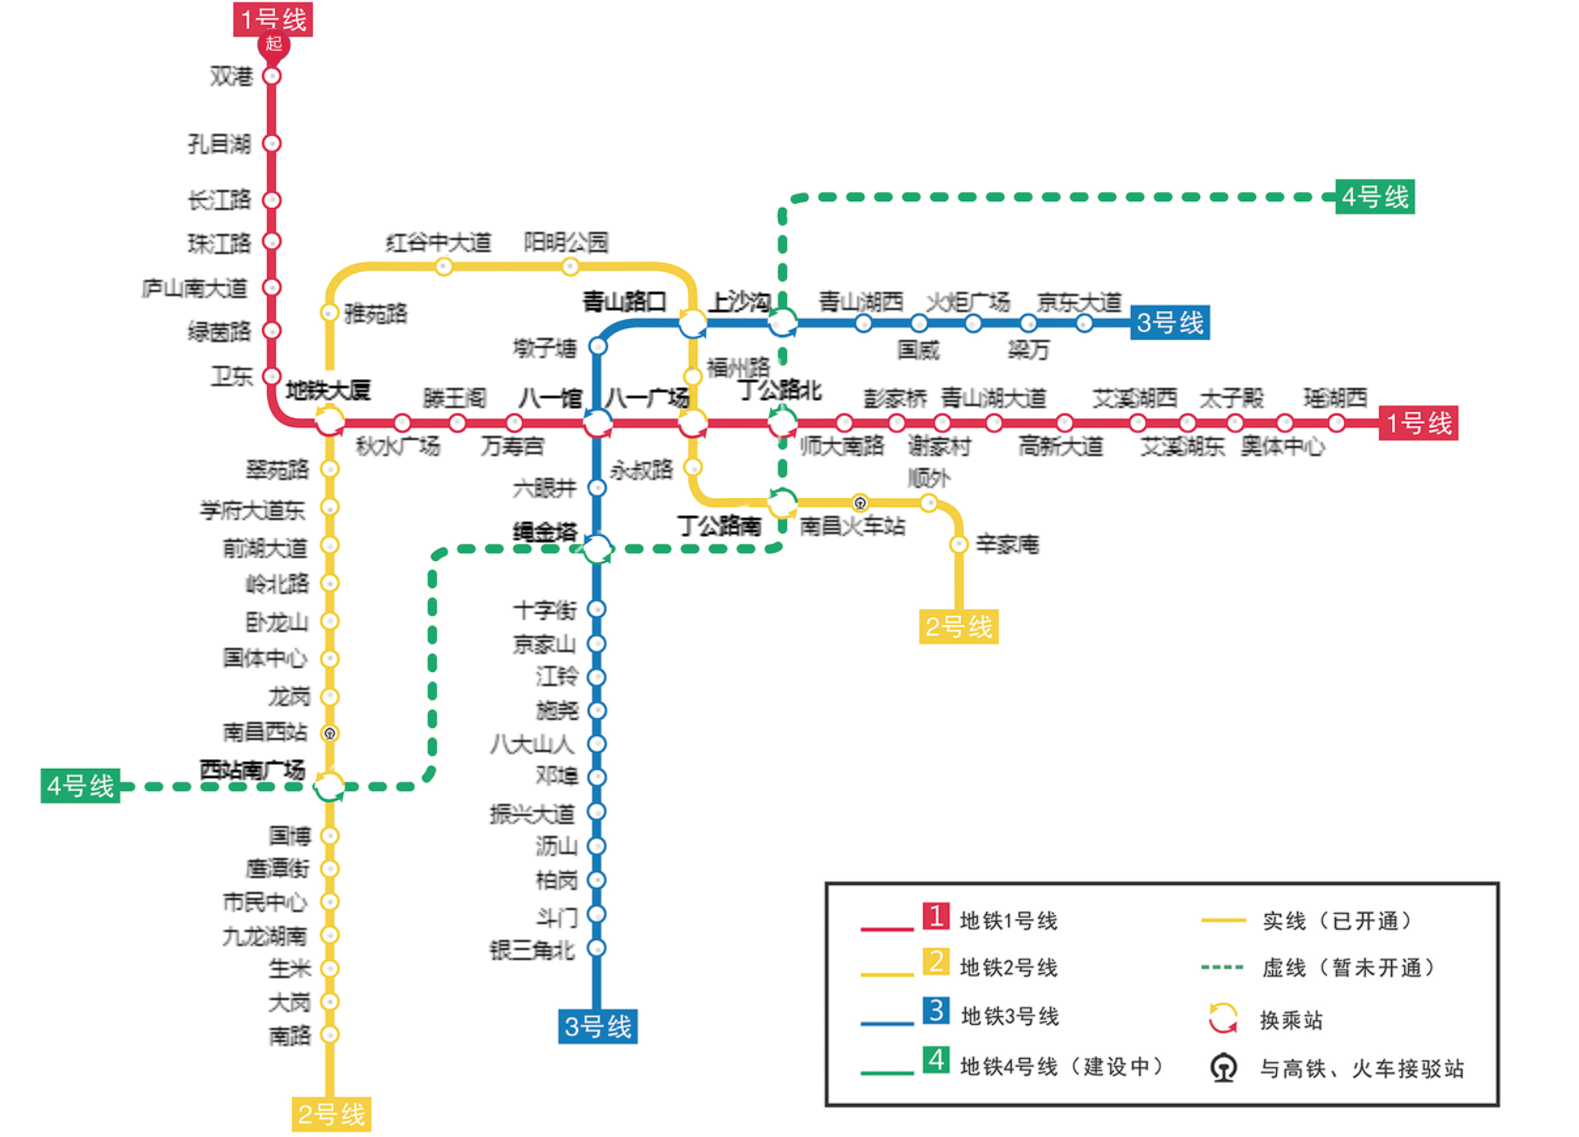 1号线
起
双港
孔目湖
长江路
珠江路
庐山南大道
绿茵路
卫东
地铁大厦
秋水广场
滕王阁
万寿宫
八一馆
八一广场
丁公路北
师大南路
彭家桥
谢家村
青山湖大道
高新大道
艾溪湖西
艾溪湖东
太子殿
奥体中心
瑶湖西
1号线
4号线
红谷中大道
阳明公园
雅苑路
青山路口
上沙沟
青山湖西
火炬广场
京东大道
3号线
国威
梁万
墩子塘
福州路
永叔路
六眼井
绳金塔
丁公路南
南昌火车站
顺外
辛家庵
2号线
翠苑路
学府大道东
前湖大道
岭北路
卧龙山
国体中心
龙岗
南昌西站
西站南广场
4号线
国博
鹰潭街
市民中心
九龙湖南
生米
大岗
南路
2号线
十字街
京家山
江铃
施尧
八大山人
邓埠
振兴大道
沥山
柏岗
斗门
银三角北
3号线
1 地铁1号线
实线（已开通）
2 地铁2号线
虚线（暂未开通）
3 地铁3号线
换乘站
4 地铁4号线（建设中）
与高铁、火车接驳站